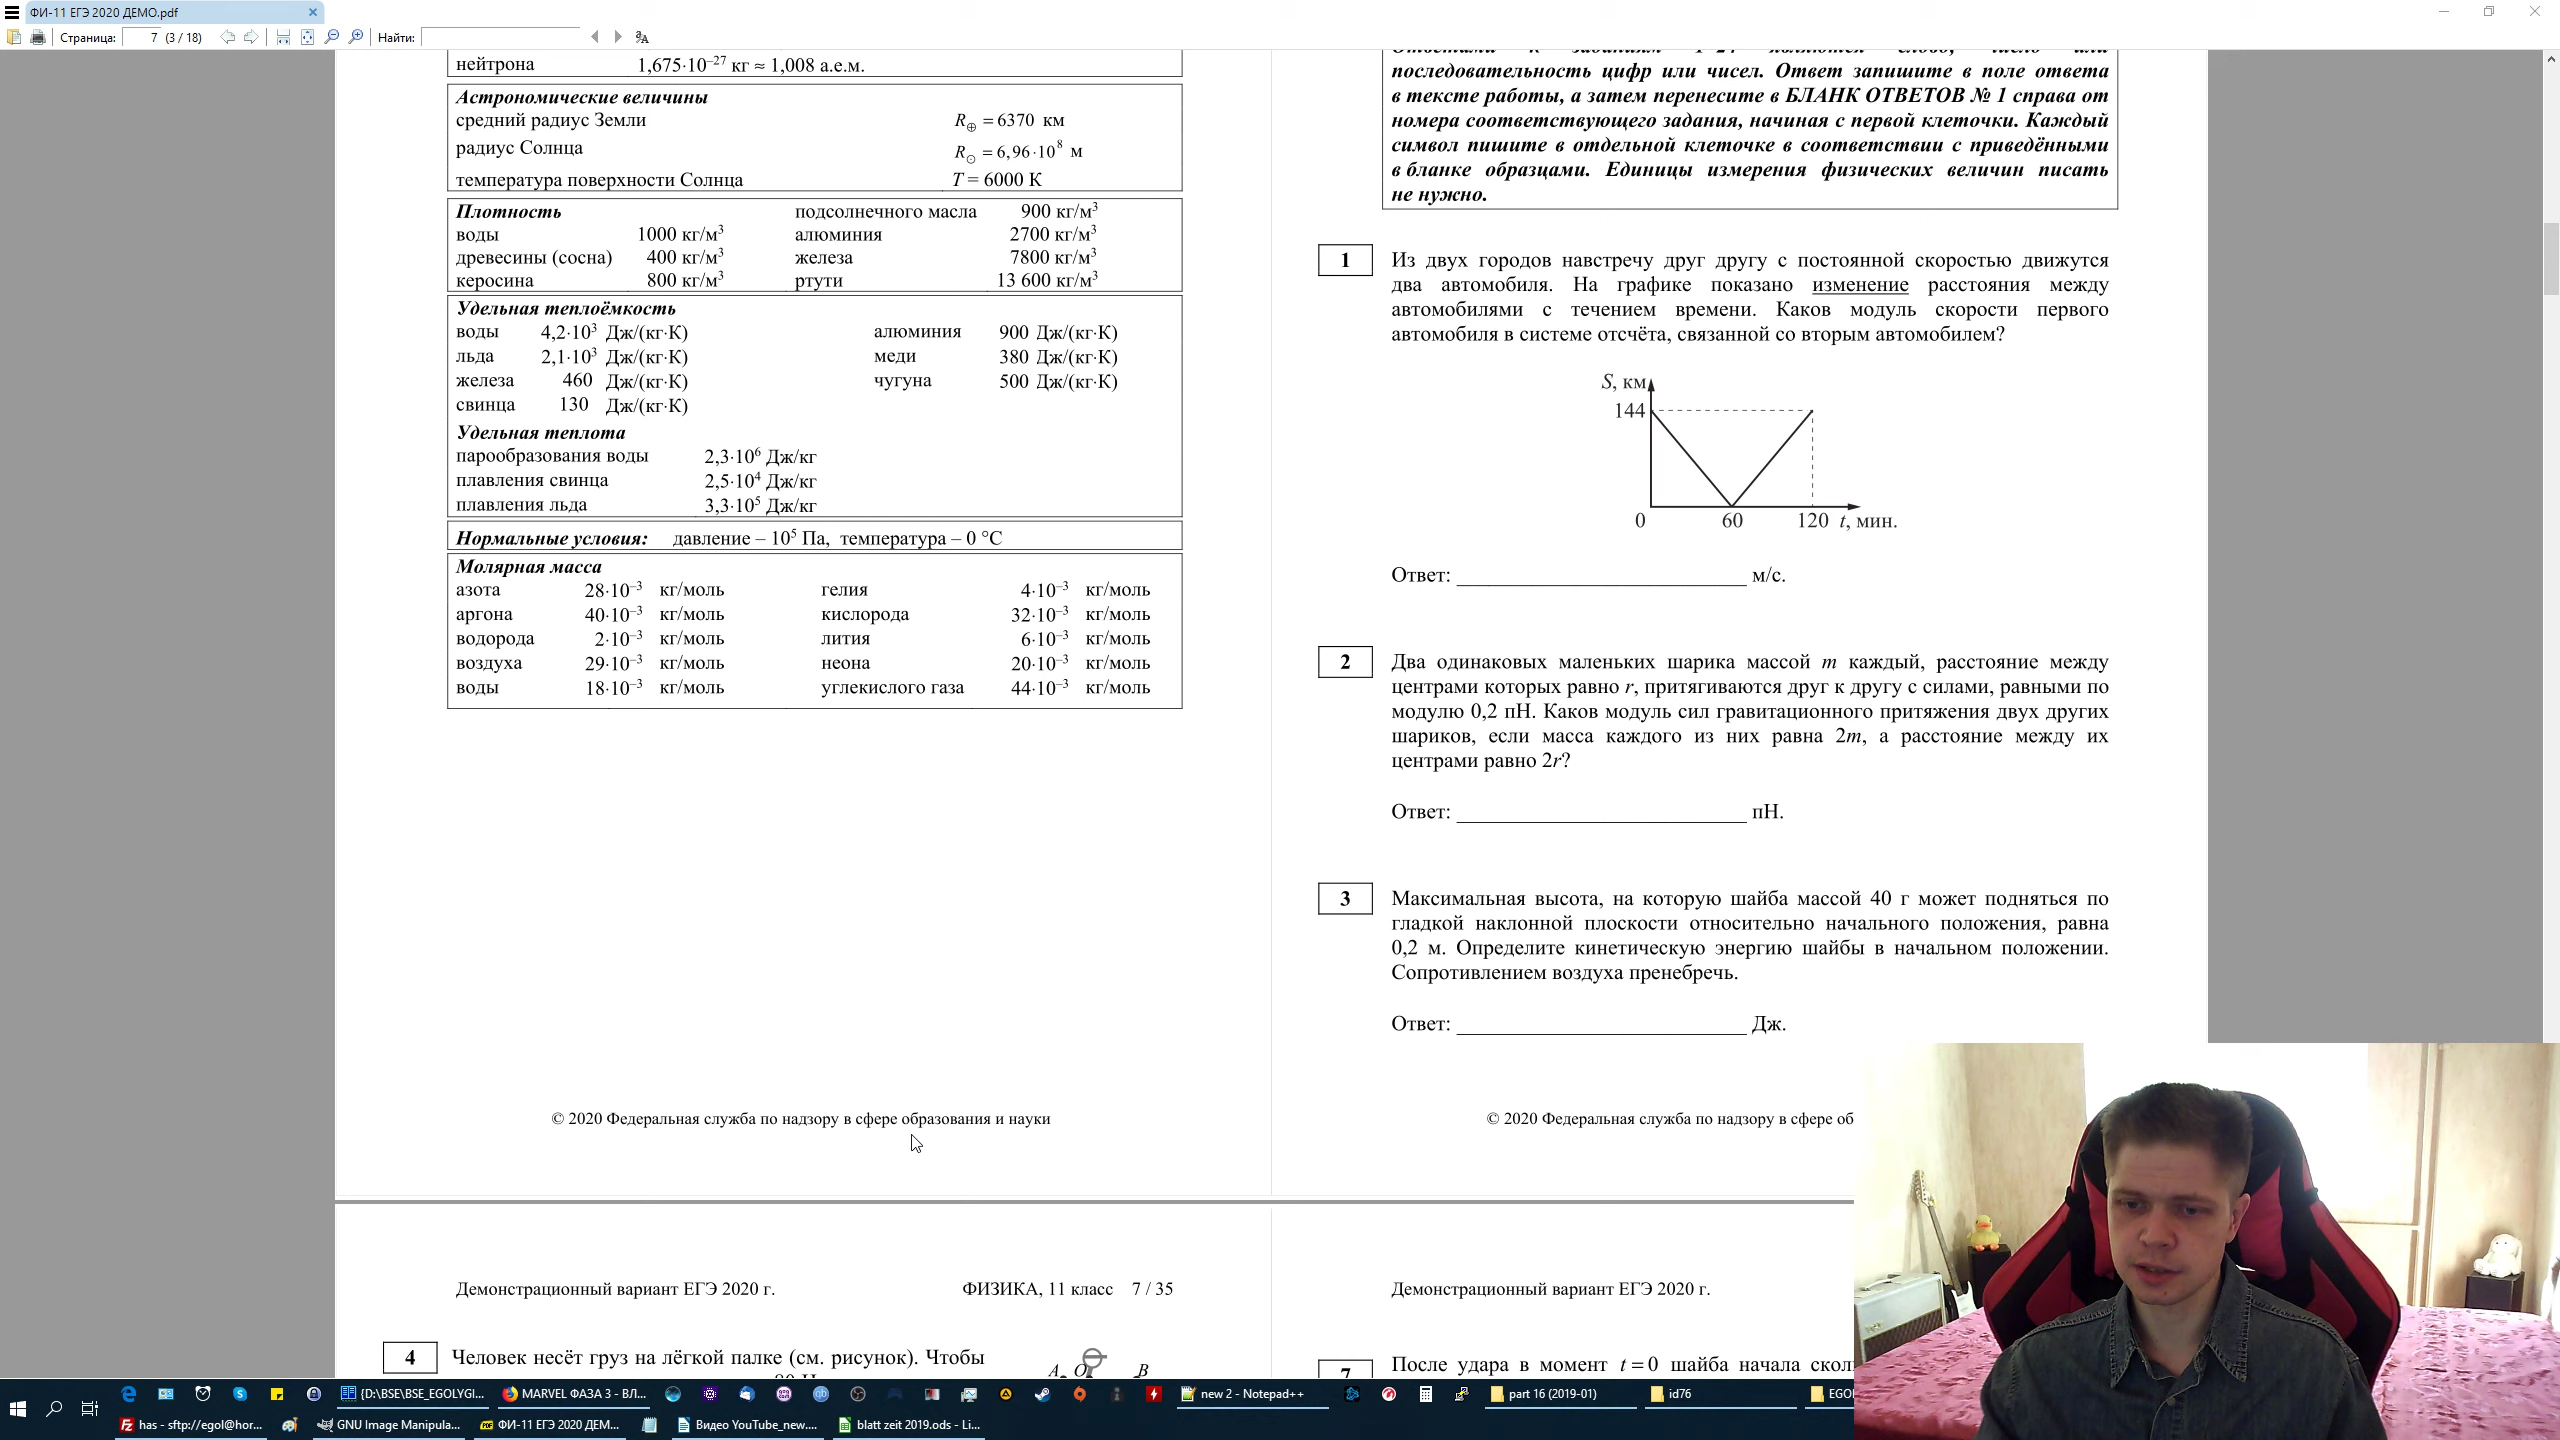 ФИ-11 ЕГЭ 2020 ДЕМО.pdf
Страница: 7 (3 / 18) Найти:
нейтрона 1,675·10⁻²⁷ кг ≈ 1,008 а.е.м.
Астрономические величины
средний радиус Земли R⊕ = 6370 км
радиус Солнца R⊙ = 6,96·10⁸ м
температура поверхности Солнца T = 6000 К
Плотность подсолнечного масла 900 кг/м³
воды 1000 кг/м³ алюминия 2700 кг/м³
древесины (сосна) 400 кг/м³ железа 7800 кг/м³
керосина 800 кг/м³ ртути 13 600 кг/м³
Удельная теплоёмкость
воды 4,2·10³ Дж/(кг·К) алюминия 900 Дж/(кг·К)
льда 2,1·10³ Дж/(кг·К) меди 380 Дж/(кг·К)
железа 460 Дж/(кг·К) чугуна 500 Дж/(кг·К)
свинца 130 Дж/(кг·К)
Удельная теплота
парообразования воды 2,3·10⁶ Дж/кг
плавления свинца 2,5·10⁴ Дж/кг
плавления льда 3,3·10⁵ Дж/кг
Нормальные условия: давление – 10⁵ Па, температура – 0 °С
Молярная масса
азота 28·10⁻³ кг/моль гелия 4·10⁻³ кг/моль
аргона 40·10⁻³ кг/моль кислорода 32·10⁻³ кг/моль
водорода 2·10⁻³ кг/моль лития 6·10⁻³ кг/моль
воздуха 29·10⁻³ кг/моль неона 20·10⁻³ кг/моль
воды 18·10⁻³ кг/моль углекислого газа 44·10⁻³ кг/моль
© 2020 Федеральная служба по надзору в сфере образования и науки
последовательность цифр или чисел. Ответ запишите в поле ответа
в тексте работы, а затем перенесите в БЛАНК ОТВЕТОВ № 1 справа от
номера соответствующего задания, начиная с первой клеточки. Каждый
символ пишите в отдельной клеточке в соответствии с приведёнными
в бланке образцами. Единицы измерения физических величин писать
не нужно.
1 Из двух городов навстречу друг другу с постоянной скоростью движутся
два автомобиля. На графике показано изменение расстояния между
автомобилями с течением времени. Каков модуль скорости первого
автомобиля в системе отсчёта, связанной со вторым автомобилем?
S, км
144
0 60 120 t, мин.
Ответ: ___________________________ м/с.
2 Два одинаковых маленьких шарика массой m каждый, расстояние между
центрами которых равно r, притягиваются друг к другу с силами, равными по
модулю 0,2 пН. Каков модуль сил гравитационного притяжения двух других
шариков, если масса каждого из них равна 2m, а расстояние между их
центрами равно 2r?
Ответ: ___________________________ пН.
3 Максимальная высота, на которую шайба массой 40 г может подняться по
гладкой наклонной плоскости относительно начального положения, равна
0,2 м. Определите кинетическую энергию шайбы в начальном положении.
Сопротивлением воздуха пренебречь.
Ответ: ___________________________ Дж.
© 2020 Федеральная служба по надзору в сфере об
Демонстрационный вариант ЕГЭ 2020 г. ФИЗИКА, 11 класс 7 / 35
4 Человек несёт груз на лёгкой палке (см. рисунок). Чтобы
A O B
Демонстрационный вариант ЕГЭ 2020 г.
7 После удара в момент t = 0 шайба начала скол
{D:\BSE\BSE_EGOLYGI... MARVEL ФАЗА 3 - ВЛ... new 2 - Notepad++ part 16 (2019-01) id76 EGO
has - sftp://egol@hor... GNU Image Manipula... ФИ-11 ЕГЭ 2020 ДЕМ... Видео YouTube_new.... blatt zeit 2019.ods - Li...